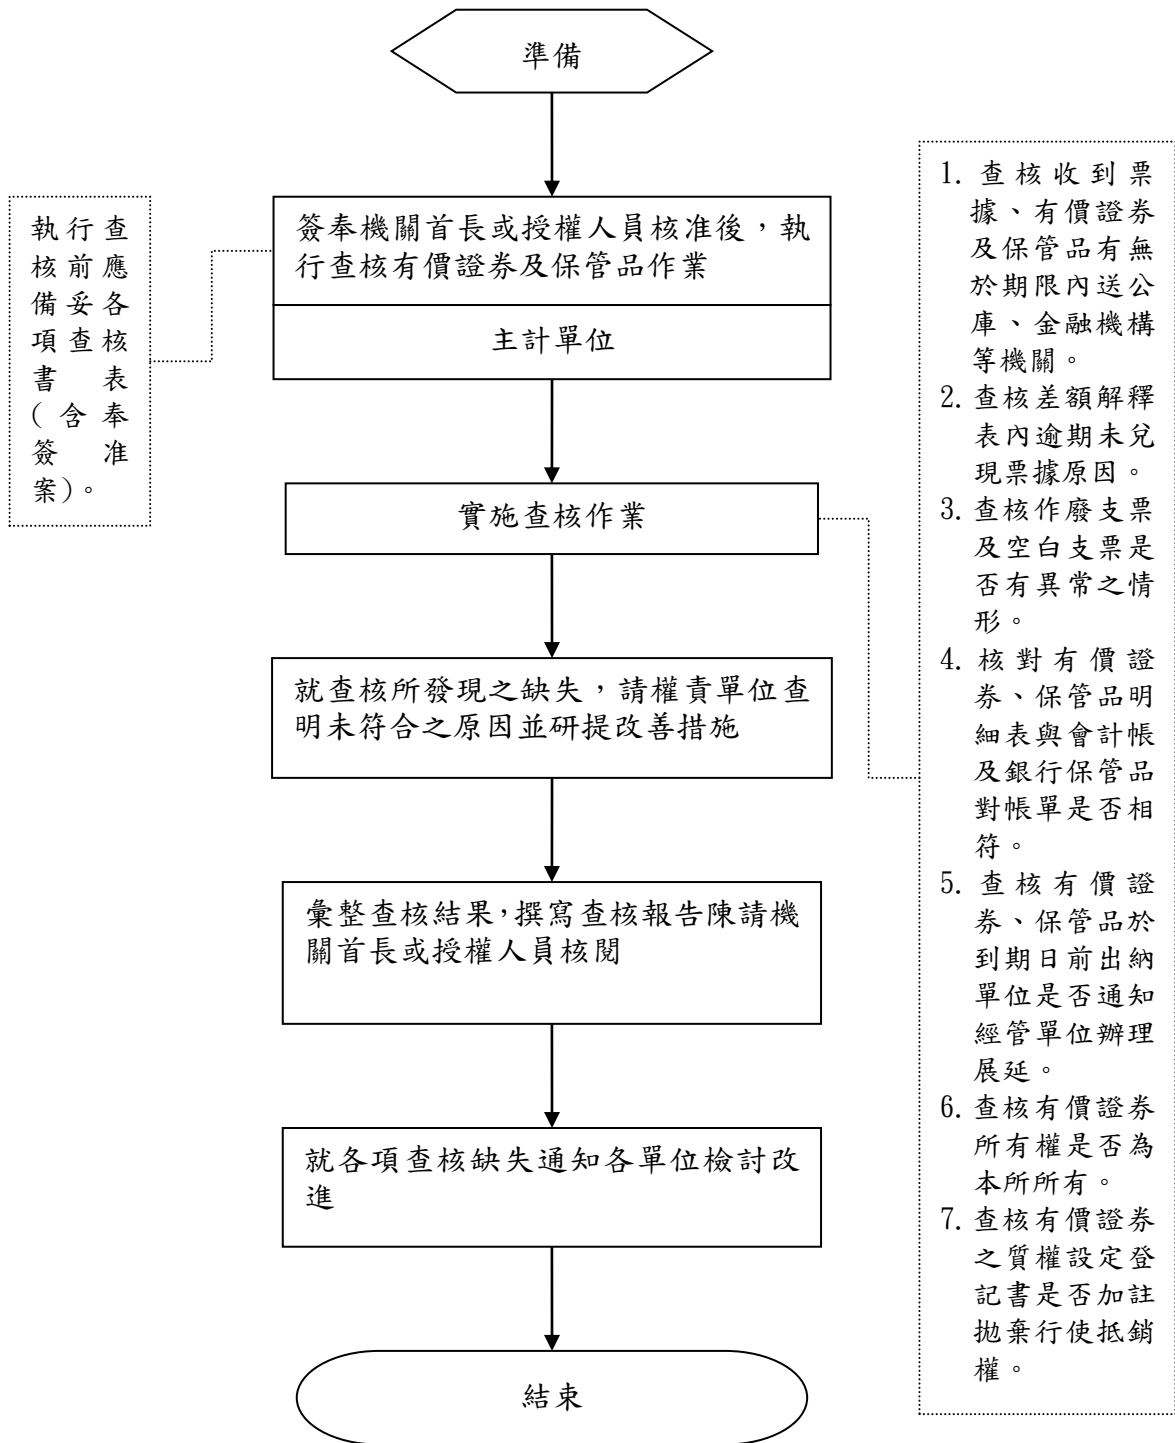 準備
執行查
核前應
備妥各
項查核
書表
(含奉
簽准
案)。
簽奉機關首長或授權人員核准後，執
行查核有價證券及保管品作業
主計單位
實施查核作業
就查核所發現之缺失，請權責單位查
明未符合之原因並研提改善措施
彙整查核結果，撰寫查核報告陳請機
關首長或授權人員核閱
就各項查核缺失通知各單位檢討改
進
結束
1. 查核收到票
據、有價證券
及保管品有無
於期限內送公
庫、金融機構
等機關。
2. 查核差額解釋
表內逾期未兌
現票據原因。
3. 查核作廢支票
及空白支票是
否有異常之情
形。
4. 核對有價證
券、保管品明
細表與會計帳
及銀行保管品
對帳單是否相
符。
5. 查核有價證
券、保管品於
到期日前出納
單位是否通知
經管單位辦理
展延。
6. 查核有價證券
所有權是否為
本所所有。
7. 查核有價證券
之質權設定登
記書是否加註
拋棄行使抵銷
權。